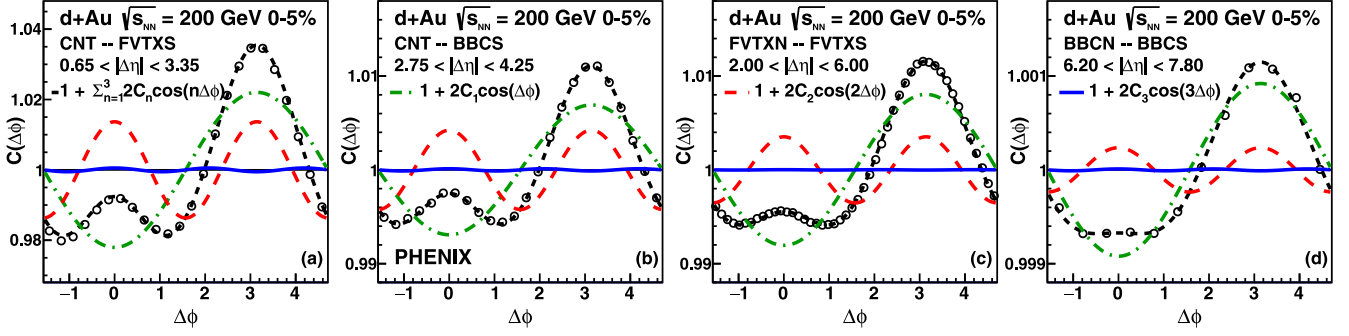 d+Au √s_NN = 200 GeV 0-5%
CNT -- FVTXS
0.65 < |Δη| < 3.35
1 + Σ³ₙ₌₁2Cₙcos(nΔϕ)
C(Δϕ)
1.04
1.02
1
0.98
−1 0 1 2 3 4
Δϕ
(a)
d+Au √s_NN = 200 GeV 0-5%
CNT -- BBCS
2.75 < |Δη| < 4.25
1 + 2C₁cos(Δϕ)
C(Δϕ)
1.01
1
0.99
PHENIX
−1 0 1 2 3 4
Δϕ
(b)
d+Au √s_NN = 200 GeV 0-5%
FVTXN -- FVTXS
2.00 < |Δη| < 6.00
1 + 2C₂cos(2Δϕ)
C(Δϕ)
1.01
1
0.99
−1 0 1 2 3 4
Δϕ
(c)
d+Au √s_NN = 200 GeV 0-5%
BBCN -- BBCS
6.20 < |Δη| < 7.80
1 + 2C₃cos(3Δϕ)
C(Δϕ)
1.001
1
0.999
−1 0 1 2 3 4
Δϕ
(d)